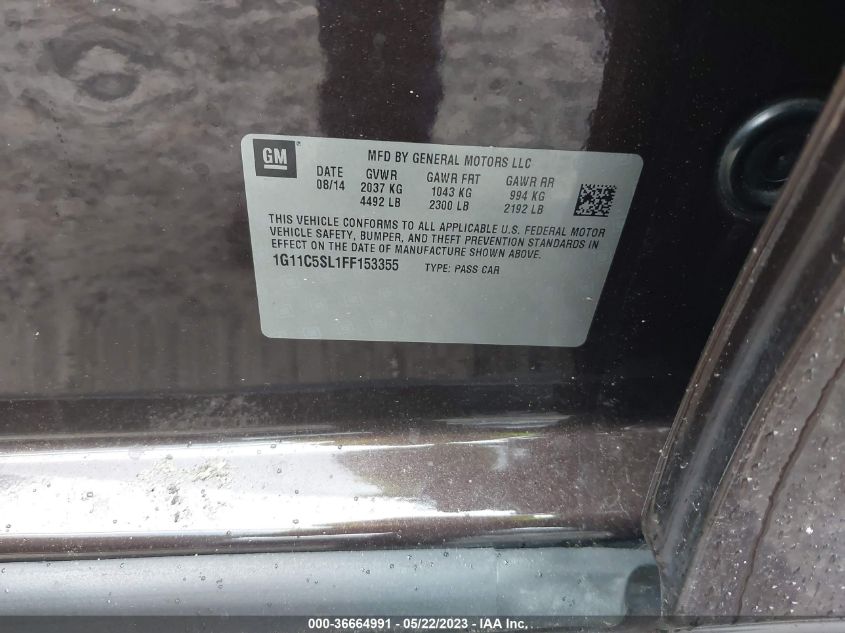 GM
MFD BY GENERAL MOTORS LLC
DATE GVWR GAWR FRT GAWR RR
08/14 2037 KG 1043 KG 994 KG
4492 LB 2300 LB 2192 LB
THIS VEHICLE CONFORMS TO ALL APPLICABLE U.S. FEDERAL MOTOR
VEHICLE SAFETY, BUMPER, AND THEFT PREVENTION STANDARDS IN
EFFECT ON THE DATE OF MANUFACTURE SHOWN ABOVE.
1G11C5SL1FF153355 TYPE: PASS CAR
000-36664991 - 05/22/2023 - IAA Inc.